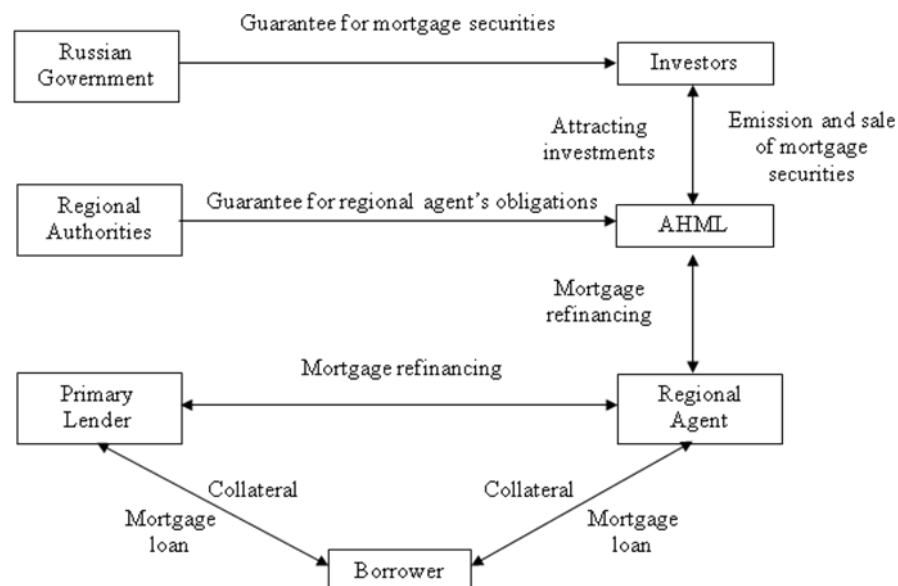 Guarantee for mortgage securities
Russian
Government
Investors
Attracting
investments
Emission and sale
of mortgage
securities
Regional
Authorities
Guarantee for regional agent's obligations
AHML
Mortgage
refinancing
Mortgage refinancing
Primary
Lender
Regional
Agent
Collateral
Mortgage
loan
Collateral
Mortgage
loan
Borrower